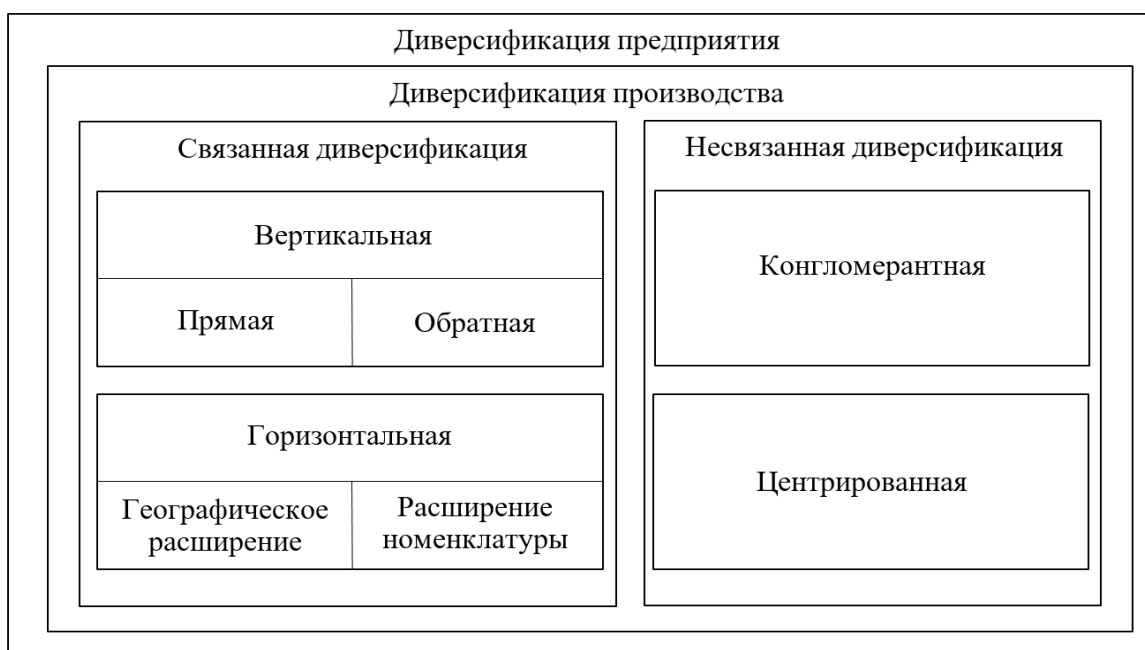 Диверсификация предприятия
Диверсификация производства
Связанная диверсификация
Вертикальная
Прямая
Обратная
Горизонтальная
Географическое
расширение
Расширение
номенклатуры
Несвязанная диверсификация
Конгломерантная
Центрированная